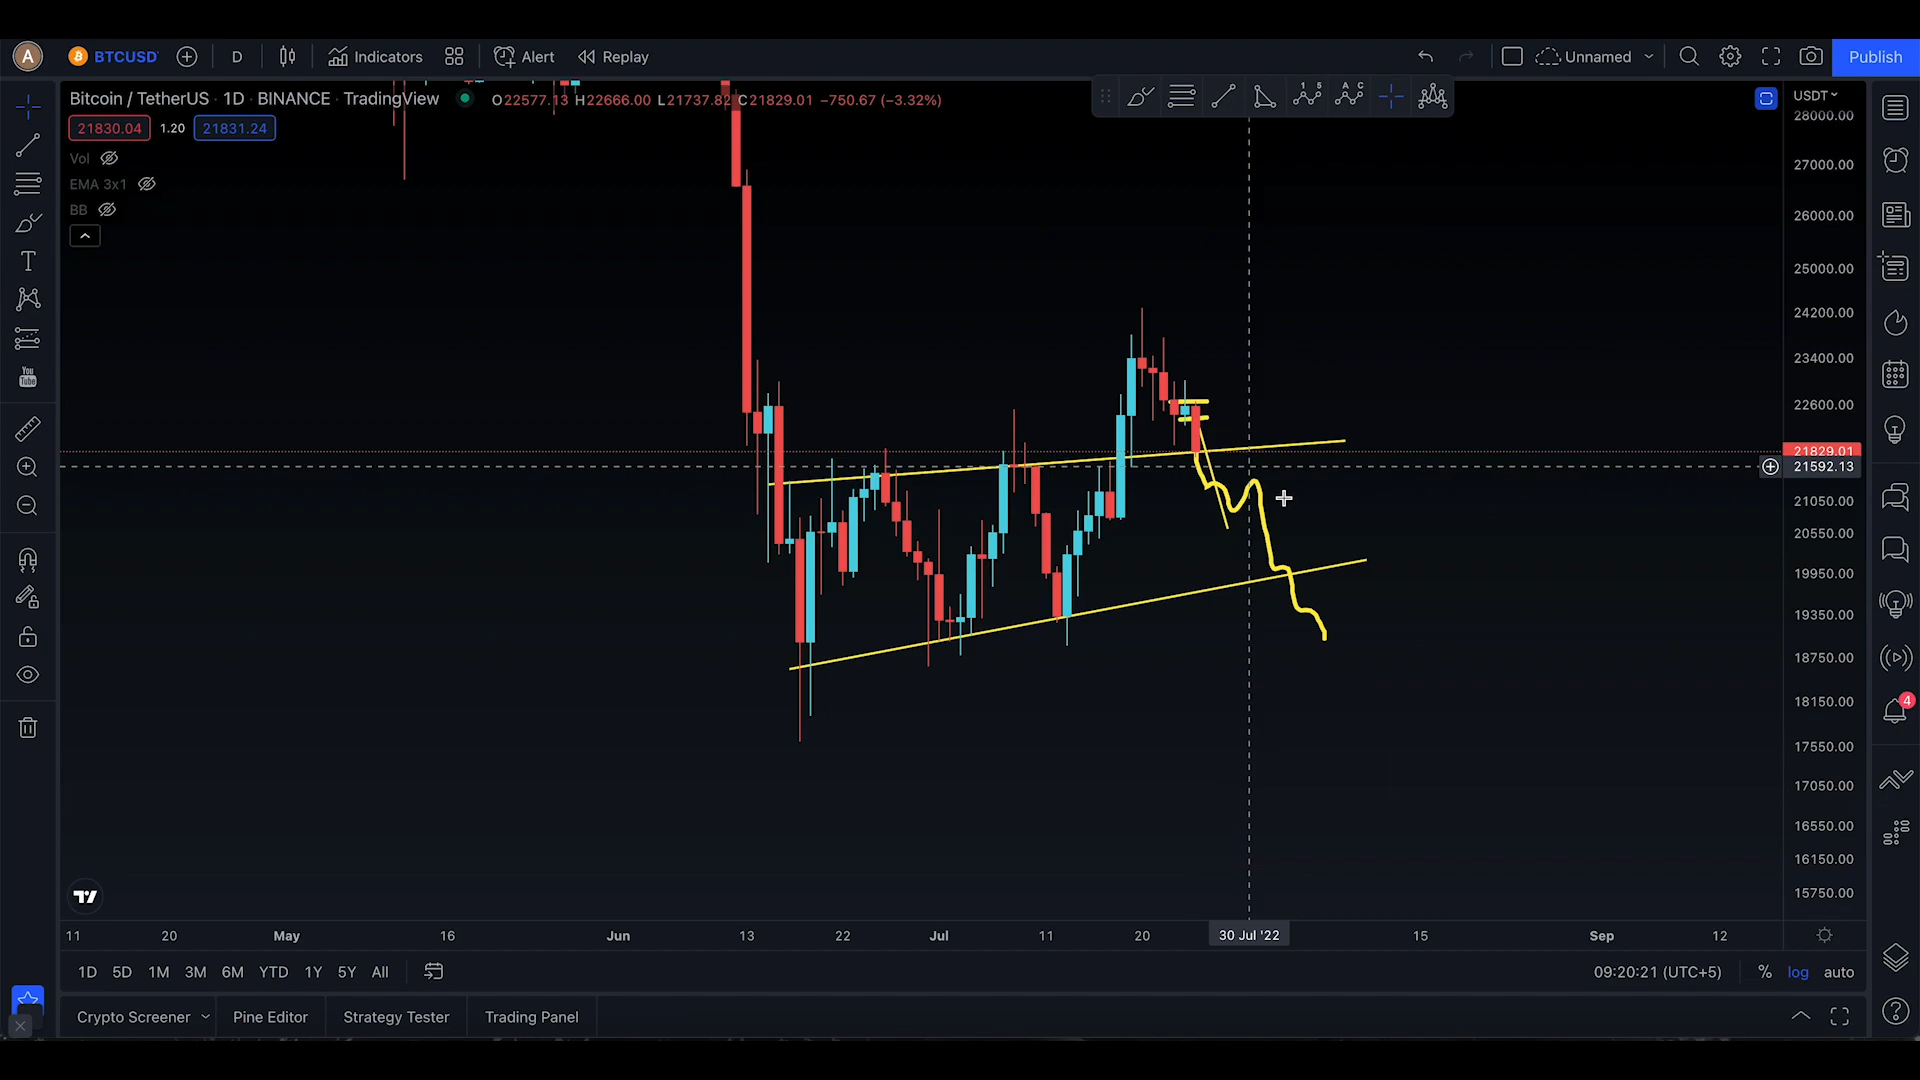 A BTCUSD D Indicators Alert Replay Unnamed Publish
Bitcoin / TetherUS · 1D · BINANCE · TradingView O22577.13 H22666.00 L21737.82 C21829.01 −750.67 (−3.32%)
1 5 A C
USDT
21830.04 1.20 21831.24
Vol
EMA 3x1
BB
28000.00
27000.00
26000.00
25000.00
24200.00
23400.00
22600.00
21829.01
21592.13
21050.00
20550.00
19950.00
19350.00
18750.00
18150.00
17550.00
17050.00
16550.00
16150.00
15750.00
You
Tube
4
11 20 May 16 Jun 13 22 Jul 11 20 30 Jul '22 15 Sep 12
1D 5D 1M 3M 6M YTD 1Y 5Y All 09:20:21 (UTC+5) % log auto
Crypto Screener Pine Editor Strategy Tester Trading Panel